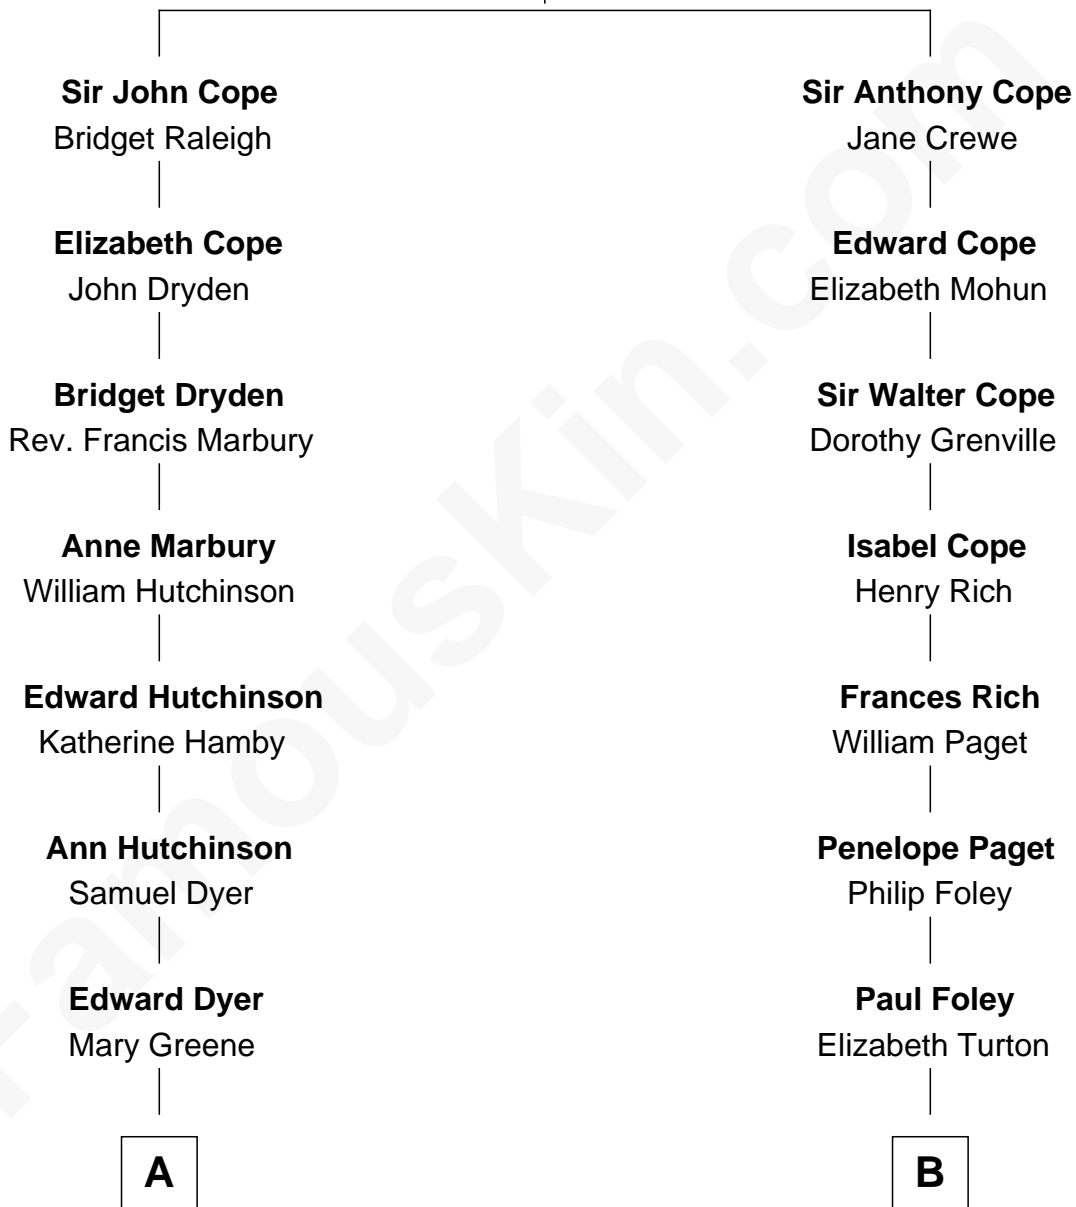 Sir John Cope
Bridget Raleigh
Elizabeth Cope
John Dryden
Bridget Dryden
Rev. Francis Marbury
Anne Marbury
William Hutchinson
Edward Hutchinson
Katherine Hamby
Ann Hutchinson
Samuel Dyer
Edward Dyer
Mary Greene
A
Sir Anthony Cope
Jane Crewe
Edward Cope
Elizabeth Mohun
Sir Walter Cope
Dorothy Grenville
Isabel Cope
Henry Rich
Frances Rich
William Paget
Penelope Paget
Philip Foley
Paul Foley
Elizabeth Turton
B
FamousKin.com